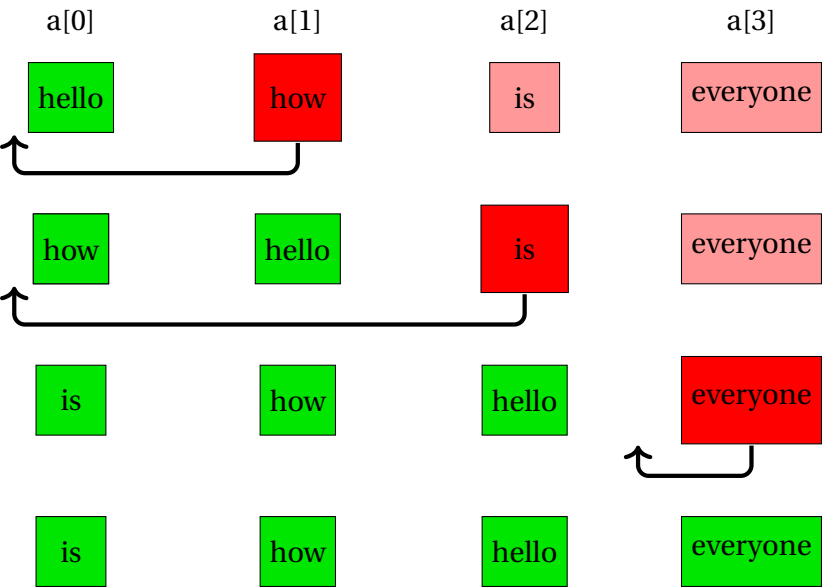 a[0] a[1] a[2] a[3]
hello how is everyone
how hello is everyone
is how hello everyone
is how hello everyone